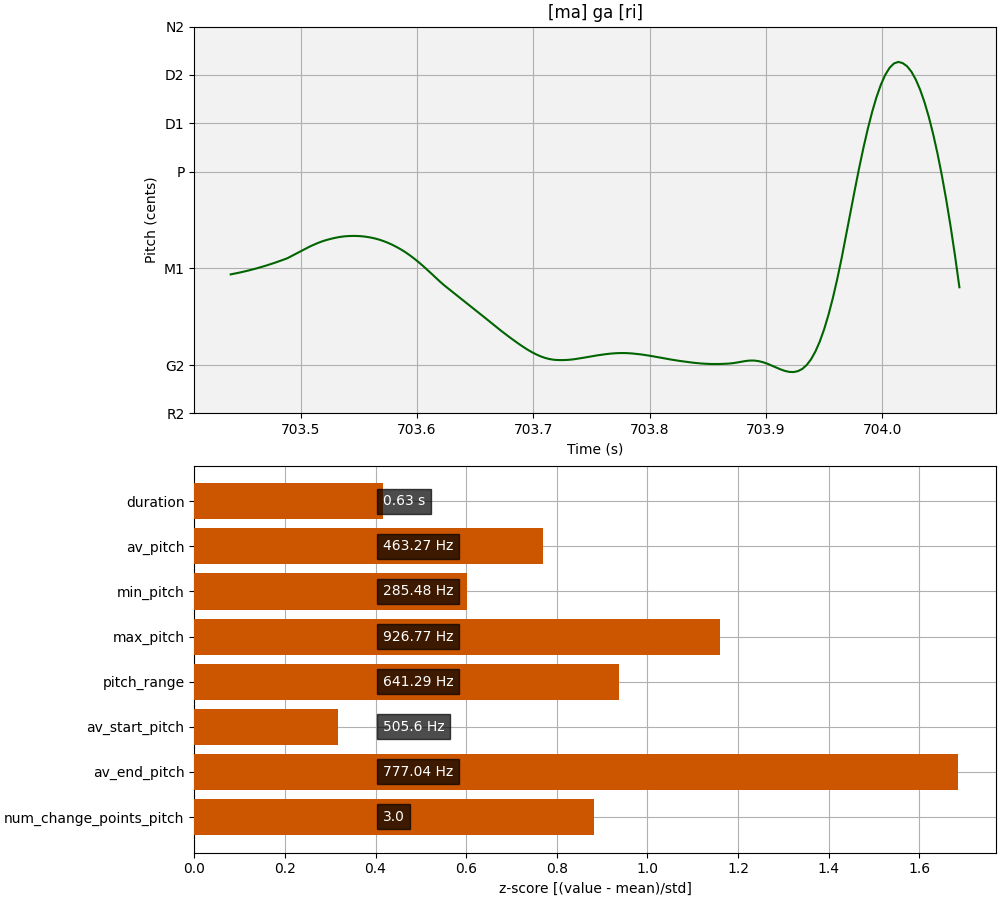 [ma] ga [ri]
N2
D2
D1
P
M1
G2
R2
Pitch (cents)
703.5 703.6 703.7 703.8 703.9 704.0
Time (s)
duration 0.63 s
av_pitch 463.27 Hz
min_pitch 285.48 Hz
max_pitch 926.77 Hz
pitch_range 641.29 Hz
av_start_pitch 505.6 Hz
av_end_pitch 777.04 Hz
num_change_points_pitch 3.0
0.0 0.2 0.4 0.6 0.8 1.0 1.2 1.4 1.6
z-score [(value - mean)/std]